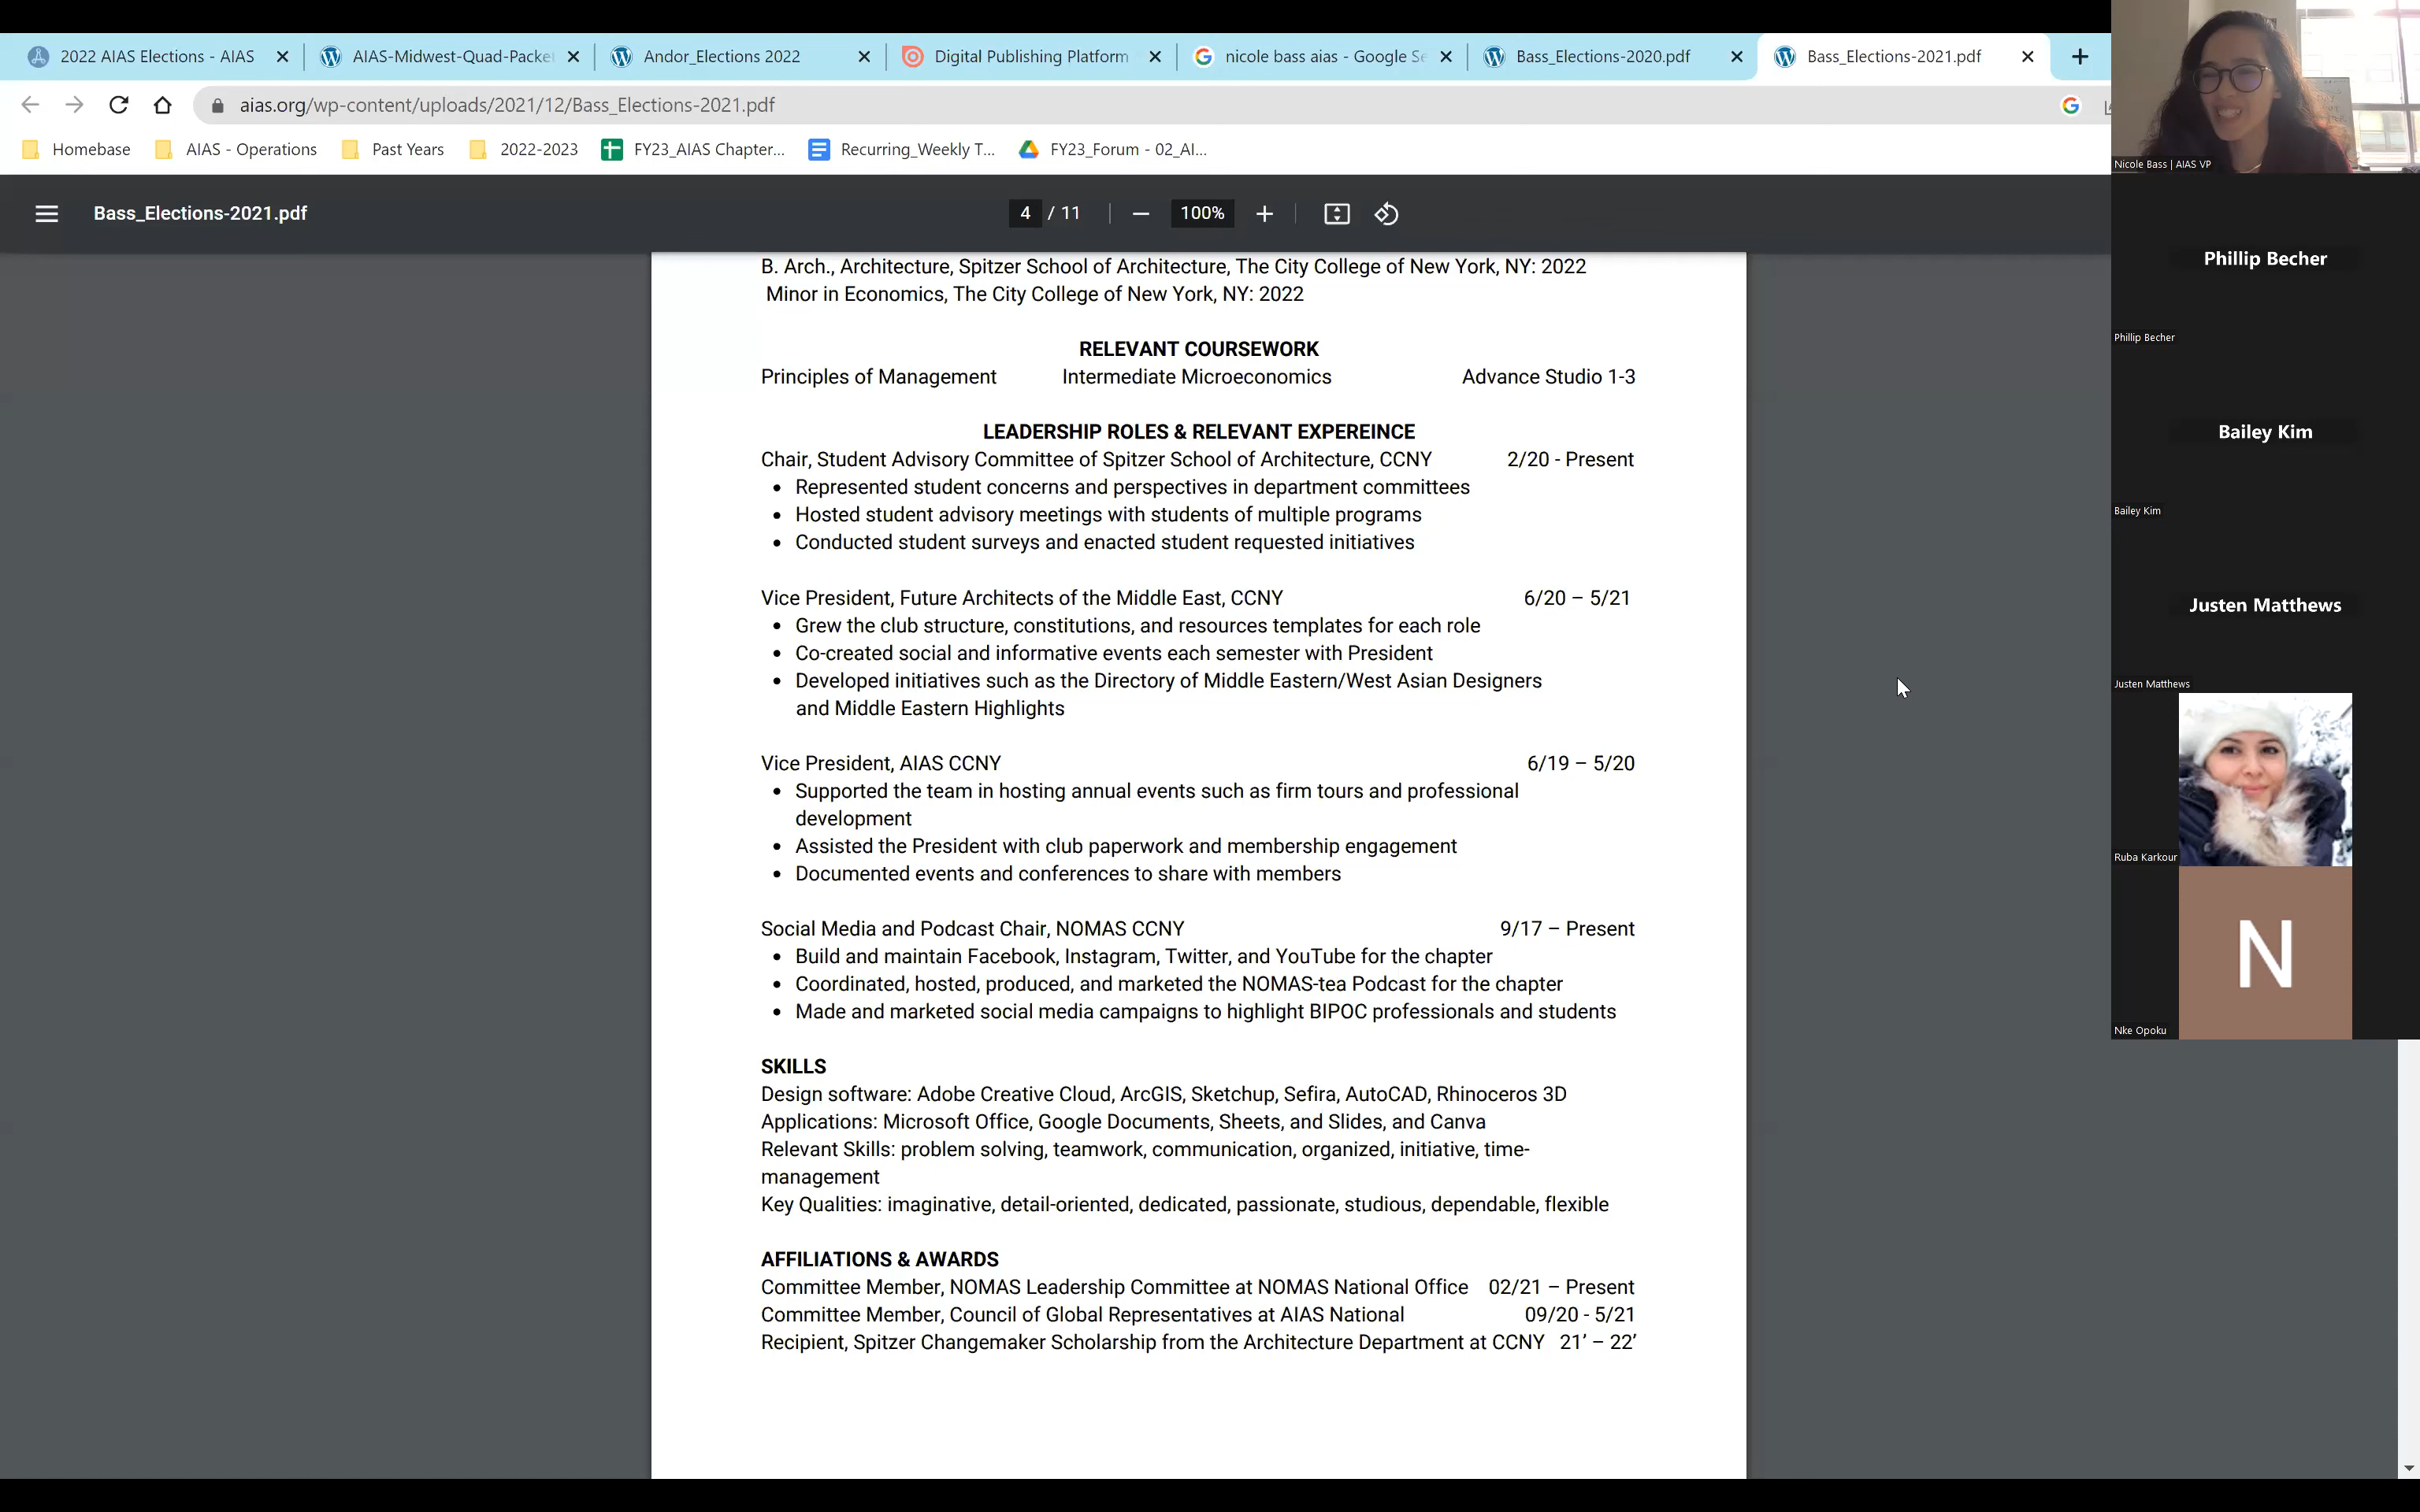 2022 AIAS Elections - AIAS
AIAS-Midwest-Quad-Packe
Andor_Elections 2022
Digital Publishing Platform
nicole bass aias - Google Se
Bass_Elections-2020.pdf
Bass_Elections-2021.pdf
aias.org/wp-content/uploads/2021/12/Bass_Elections-2021.pdf
Homebase
AIAS - Operations
Past Years
2022-2023
FY23_AIAS Chapter...
Recurring_Weekly T...
FY23_Forum - 02_AI...
Bass_Elections-2021.pdf
4 / 11
100%
B. Arch., Architecture, Spitzer School of Architecture, The City College of New York, NY: 2022
Minor in Economics, The City College of New York, NY: 2022
RELEVANT COURSEWORK
Principles of Management Intermediate Microeconomics Advance Studio 1-3
LEADERSHIP ROLES & RELEVANT EXPEREINCE
Chair, Student Advisory Committee of Spitzer School of Architecture, CCNY 2/20 - Present
• Represented student concerns and perspectives in department committees
• Hosted student advisory meetings with students of multiple programs
• Conducted student surveys and enacted student requested initiatives
Vice President, Future Architects of the Middle East, CCNY 6/20 – 5/21
• Grew the club structure, constitutions, and resources templates for each role
• Co-created social and informative events each semester with President
• Developed initiatives such as the Directory of Middle Eastern/West Asian Designers
and Middle Eastern Highlights
Vice President, AIAS CCNY 6/19 – 5/20
• Supported the team in hosting annual events such as firm tours and professional
development
• Assisted the President with club paperwork and membership engagement
• Documented events and conferences to share with members
Social Media and Podcast Chair, NOMAS CCNY 9/17 – Present
• Build and maintain Facebook, Instagram, Twitter, and YouTube for the chapter
• Coordinated, hosted, produced, and marketed the NOMAS-tea Podcast for the chapter
• Made and marketed social media campaigns to highlight BIPOC professionals and students
SKILLS
Design software: Adobe Creative Cloud, ArcGIS, Sketchup, Sefira, AutoCAD, Rhinoceros 3D
Applications: Microsoft Office, Google Documents, Sheets, and Slides, and Canva
Relevant Skills: problem solving, teamwork, communication, organized, initiative, time-
management
Key Qualities: imaginative, detail-oriented, dedicated, passionate, studious, dependable, flexible
AFFILIATIONS & AWARDS
Committee Member, NOMAS Leadership Committee at NOMAS National Office 02/21 – Present
Committee Member, Council of Global Representatives at AIAS National 09/20 - 5/21
Recipient, Spitzer Changemaker Scholarship from the Architecture Department at CCNY 21’ – 22’
Nicole Bass | AIAS VP
Phillip Becher
Phillip Becher
Bailey Kim
Bailey Kim
Justen Matthews
Justen Matthews
Ruba Karkour
N
Nke Opoku